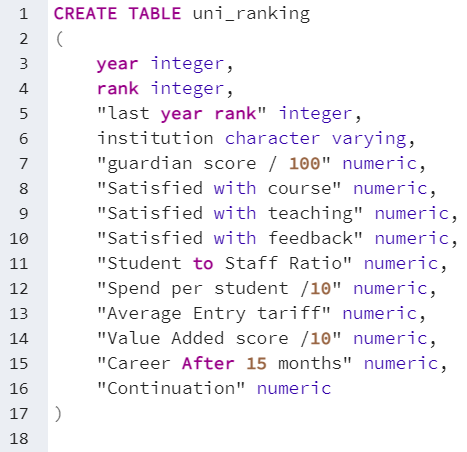 1 CREATE TABLE uni_ranking
2 (
3 year integer,
4 rank integer,
5 "last year rank" integer,
6 institution character varying,
7 "guardian score / 100" numeric,
8 "Satisfied with course" numeric,
9 "Satisfied with teaching" numeric,
10 "Satisfied with feedback" numeric,
11 "Student to Staff Ratio" numeric,
12 "Spend per student /10" numeric,
13 "Average Entry tariff" numeric,
14 "Value Added score /10" numeric,
15 "Career After 15 months" numeric,
16 "Continuation" numeric
17 )
18